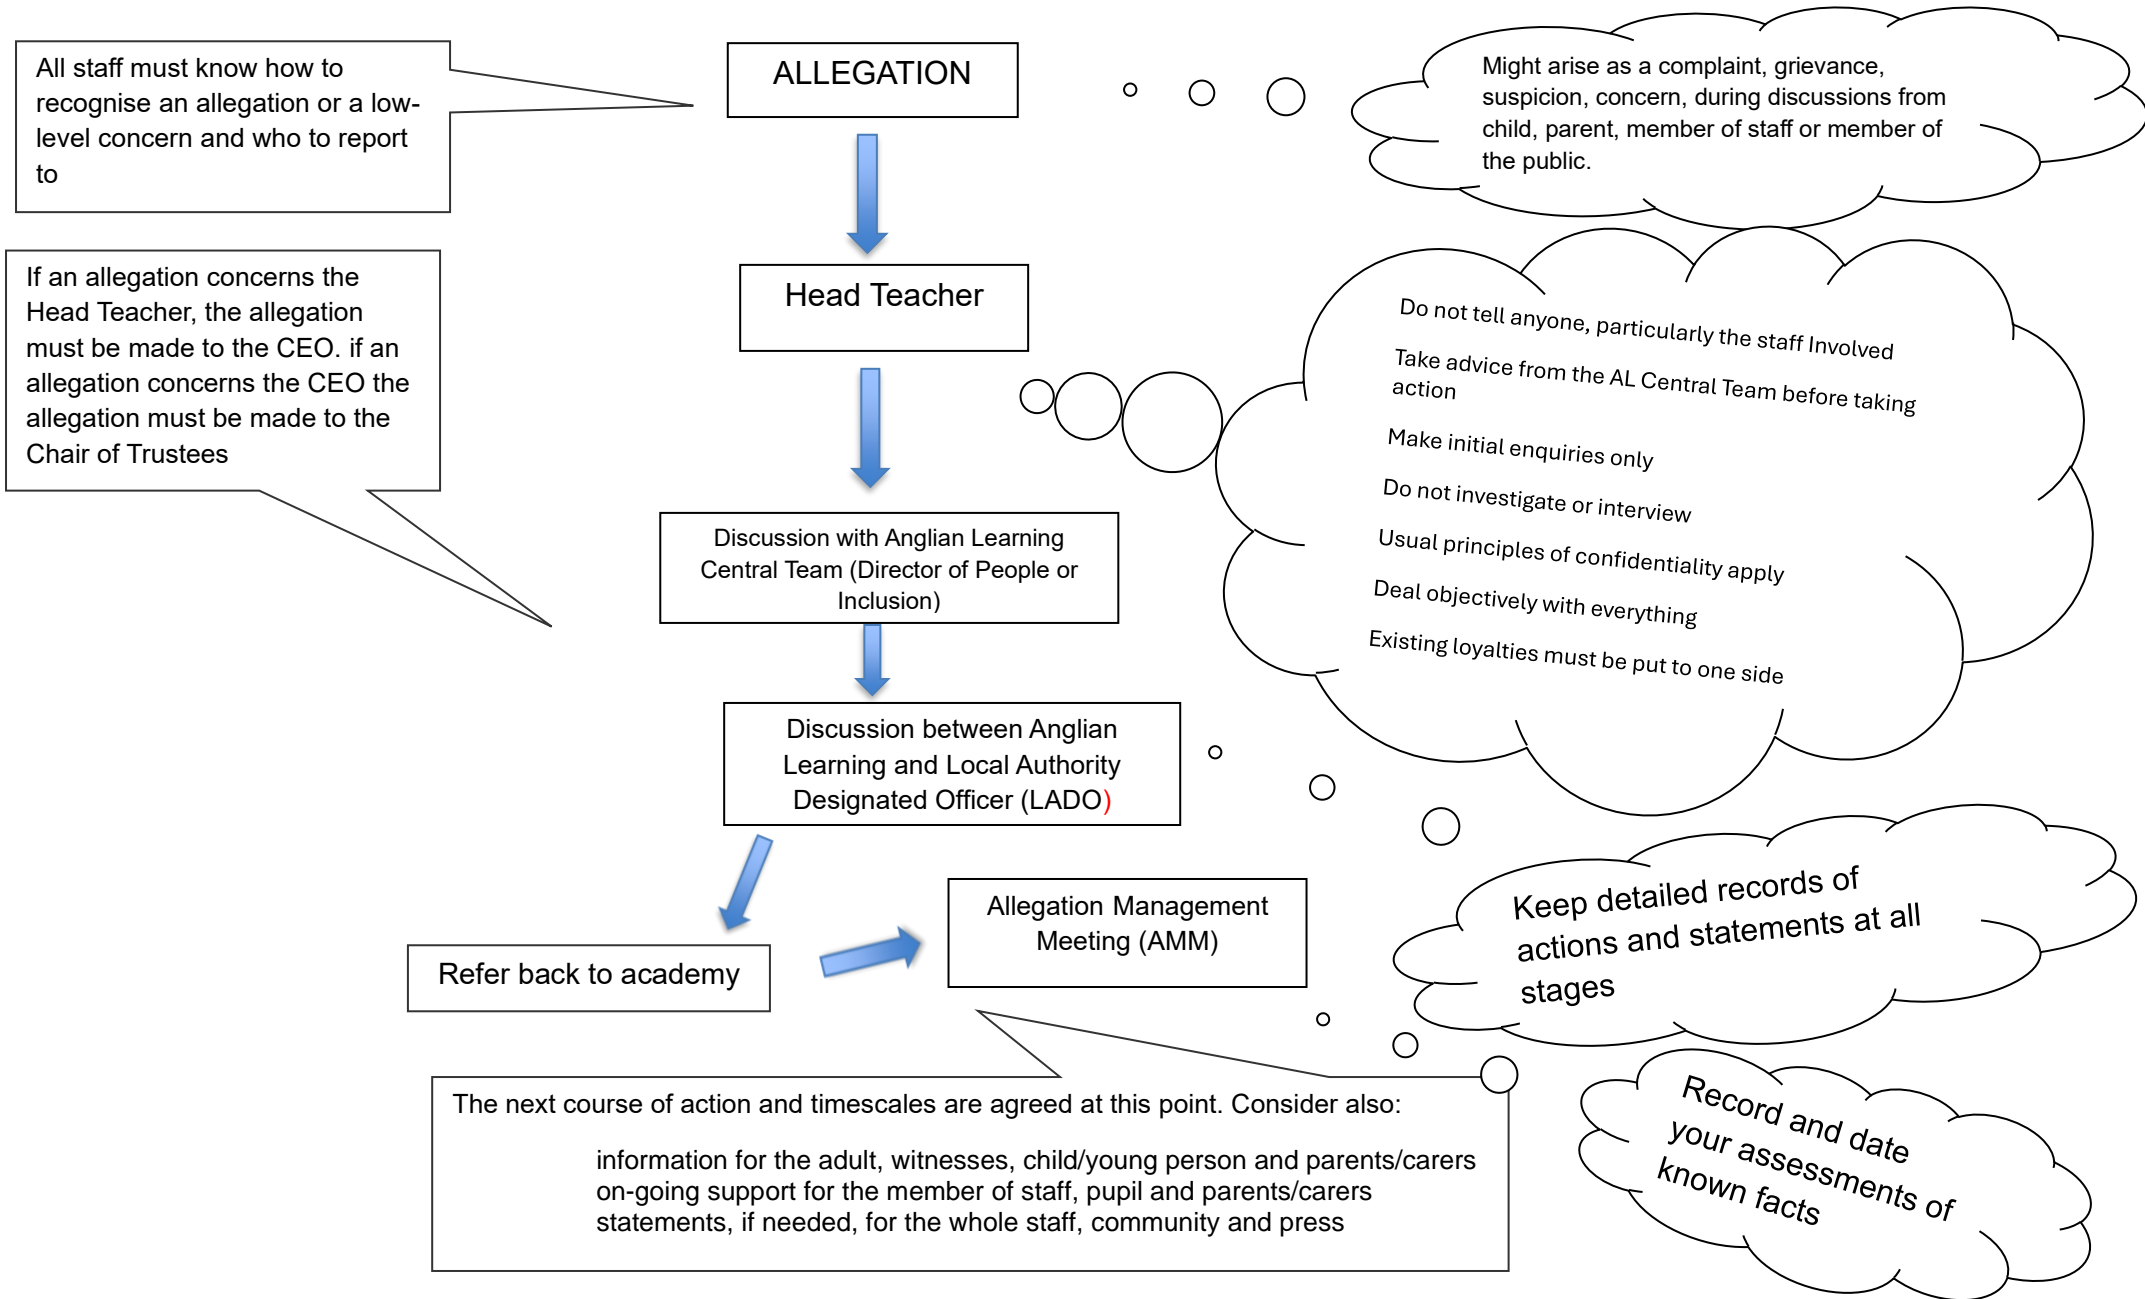 All staff must know how to
recognise an allegation or a low-
level concern and who to report
to
ALLEGATION
Might arise as a complaint, grievance,
suspicion, concern, during discussions from
child, parent, member of staff or member of
the public.
If an allegation concerns the
Head Teacher, the allegation
must be made to the CEO. if an
allegation concerns the CEO the
allegation must be made to the
Chair of Trustees
Head Teacher
Do not tell anyone, particularly the staff Involved
Take advice from the AL Central Team before taking
action
Make initial enquiries only
Do not investigate or interview
Usual principles of confidentiality apply
Deal objectively with everything
Existing loyalties must be put to one side
Discussion with Anglian Learning
Central Team (Director of People or
Inclusion)
Discussion between Anglian
Learning and Local Authority
Designated Officer (LADO)
Keep detailed records of
actions and statements at all
stages
Refer back to academy
Allegation Management
Meeting (AMM)
Record and date
your assessments of
known facts
The next course of action and timescales are agreed at this point. Consider also:
information for the adult, witnesses, child/young person and parents/carers
on-going support for the member of staff, pupil and parents/carers
statements, if needed, for the whole staff, community and press